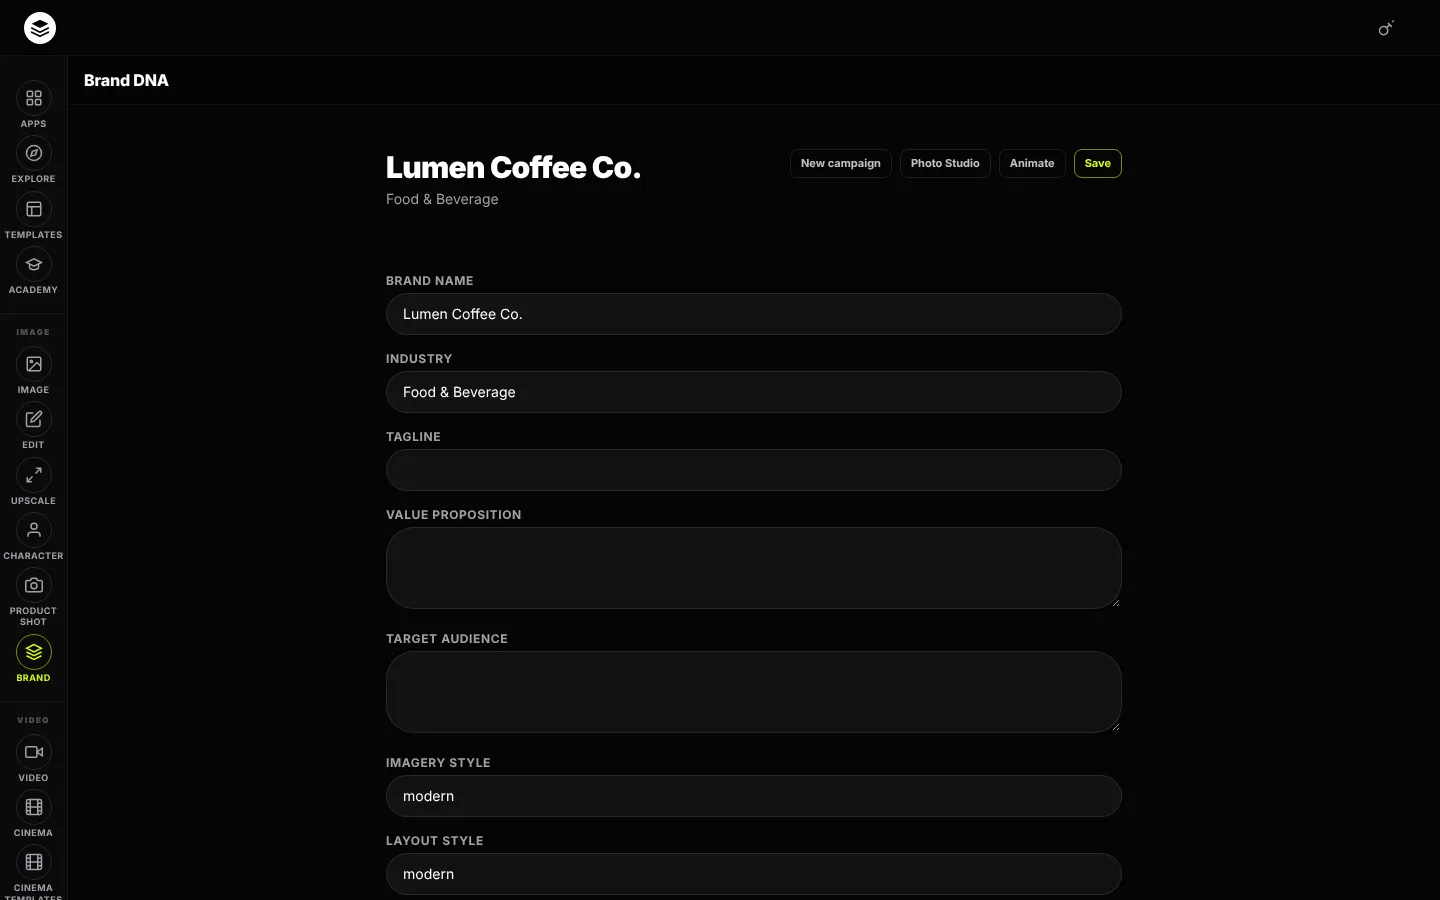 Brand DNA
APPS
EXPLORE
TEMPLATES
ACADEMY
IMAGE
IMAGE
EDIT
UPSCALE
CHARACTER
PRODUCT
SHOT
BRAND
VIDEO
VIDEO
CINEMA
CINEMA
TEMPLATES
Lumen Coffee Co.
Food & Beverage
New campaign
Photo Studio
Animate
Save
BRAND NAME
Lumen Coffee Co.
INDUSTRY
Food & Beverage
TAGLINE
VALUE PROPOSITION
TARGET AUDIENCE
IMAGERY STYLE
modern
LAYOUT STYLE
modern